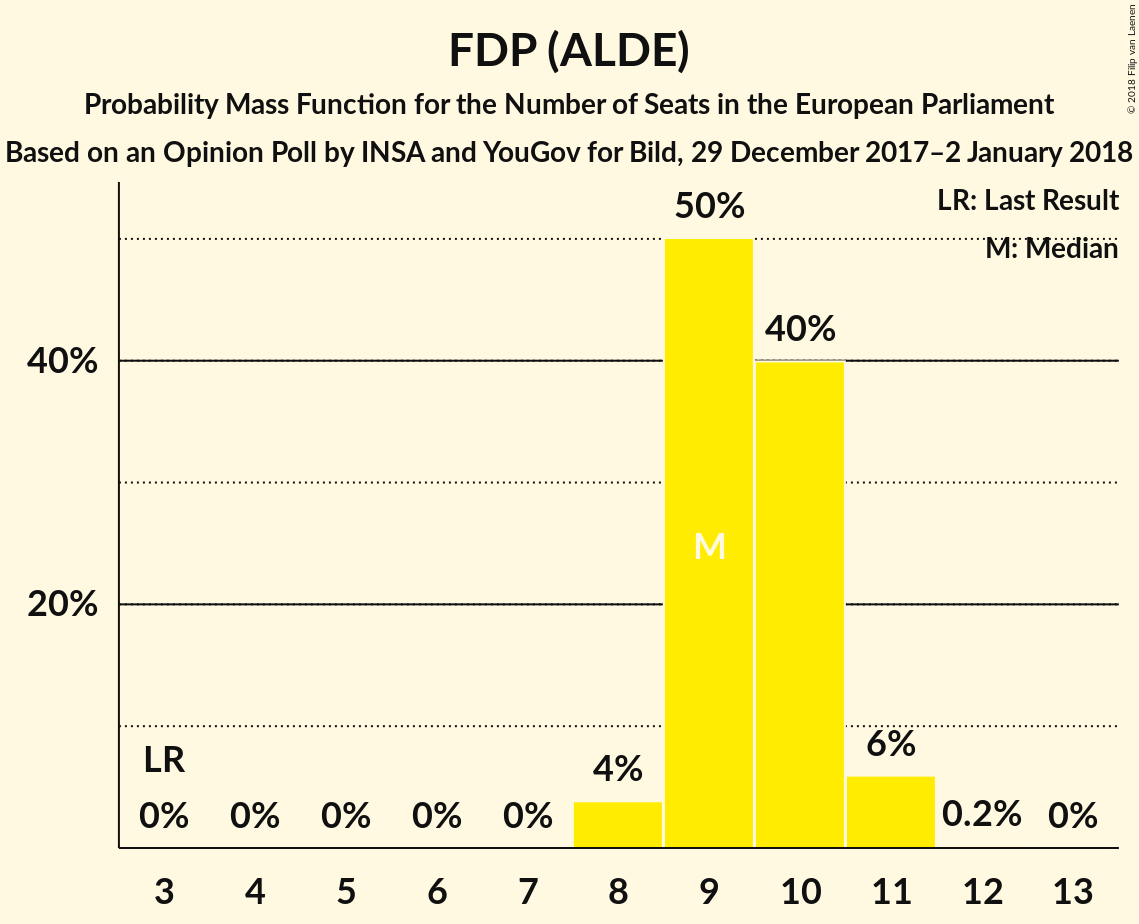 FDP (ALDE)
Probability Mass Function for the Number of Seats in the European Parliament
Based on an Opinion Poll by INSA and YouGov for Bild, 29 December 2017–2 January 2018
© 2018 Filip van Laenen
LR: Last Result
M: Median
50%
40%
40%
M
20%
LR
6%
4%
0% 0% 0% 0% 0% 0.2% 0%
3 4 5 6 7 8 9 10 11 12 13